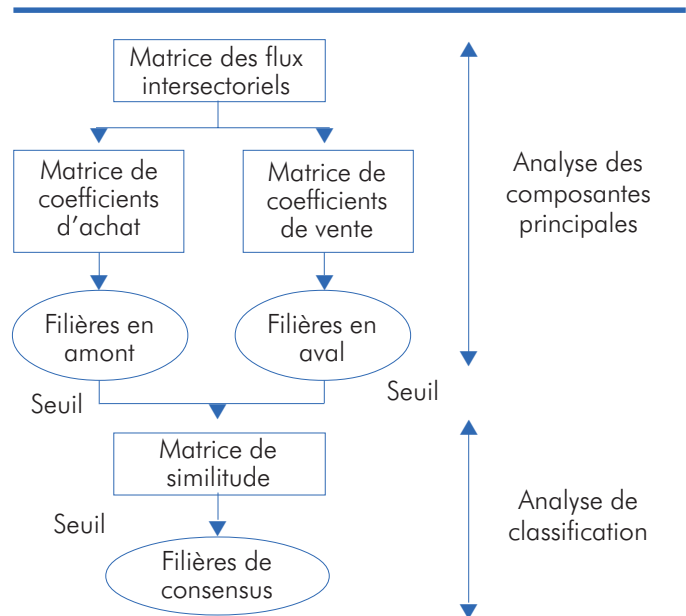 Matrice des flux
intersectoriels
Matrice de
coefficients
d'achat
Matrice de
coefficients
de vente
Analyse des
composantes
principales
Filières en
amont
Filières en
aval
Seuil
Seuil
Matrice de
similitude
Seuil
Filières de
consensus
Analyse de
classification